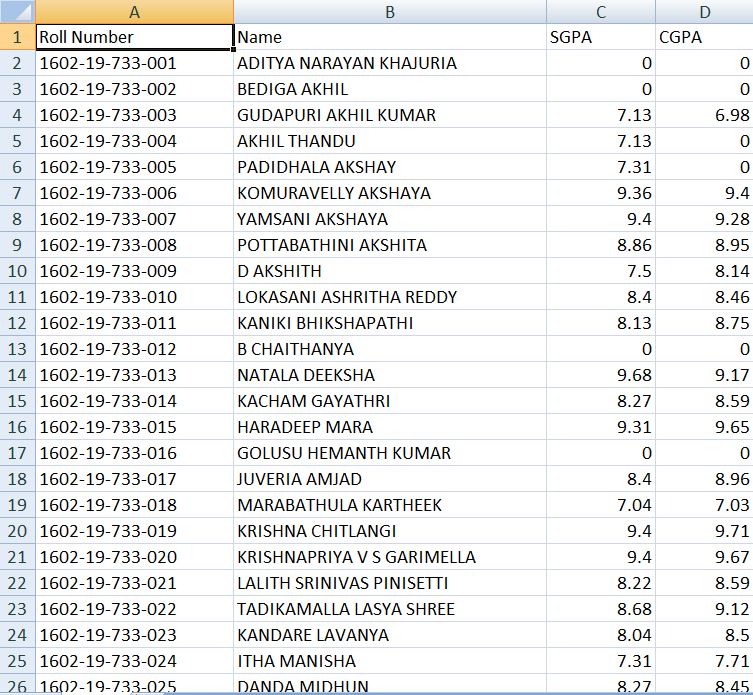 A B C D
1 Roll Number Name SGPA CGPA
2 1602-19-733-001 ADITYA NARAYAN KHAJURIA 0 0
3 1602-19-733-002 BEDIGA AKHIL 0 0
4 1602-19-733-003 GUDAPURI AKHIL KUMAR 7.13 6.98
5 1602-19-733-004 AKHIL THANDU 7.13 0
6 1602-19-733-005 PADIDHALA AKSHAY 7.31 0
7 1602-19-733-006 KOMURAVELLY AKSHAYA 9.36 9.4
8 1602-19-733-007 YAMSANI AKSHAYA 9.4 9.28
9 1602-19-733-008 POTTABATHINI AKSHITA 8.86 8.95
10 1602-19-733-009 D AKSHITH 7.5 8.14
11 1602-19-733-010 LOKASANI ASHRITHA REDDY 8.4 8.46
12 1602-19-733-011 KANIKI BHIKSHAPATHI 8.13 8.75
13 1602-19-733-012 B CHAITHANYA 0 0
14 1602-19-733-013 NATALA DEEKSHA 9.68 9.17
15 1602-19-733-014 KACHAM GAYATHRI 8.27 8.59
16 1602-19-733-015 HARADEEP MARA 9.31 9.65
17 1602-19-733-016 GOLUSU HEMANTH KUMAR 0 0
18 1602-19-733-017 JUVERIA AMJAD 8.4 8.96
19 1602-19-733-018 MARABATHULA KARTHEEK 7.04 7.03
20 1602-19-733-019 KRISHNA CHITLANGI 9.4 9.71
21 1602-19-733-020 KRISHNAPRIYA V S GARIMELLA 9.4 9.67
22 1602-19-733-021 LALITH SRINIVAS PINISETTI 8.22 8.59
23 1602-19-733-022 TADIKAMALLA LASYA SHREE 8.68 9.12
24 1602-19-733-023 KANDARE LAVANYA 8.04 8.5
25 1602-19-733-024 ITHA MANISHA 7.31 7.71
26 1602-19-733-025 DANDA MIDHUN 8.27 8.45